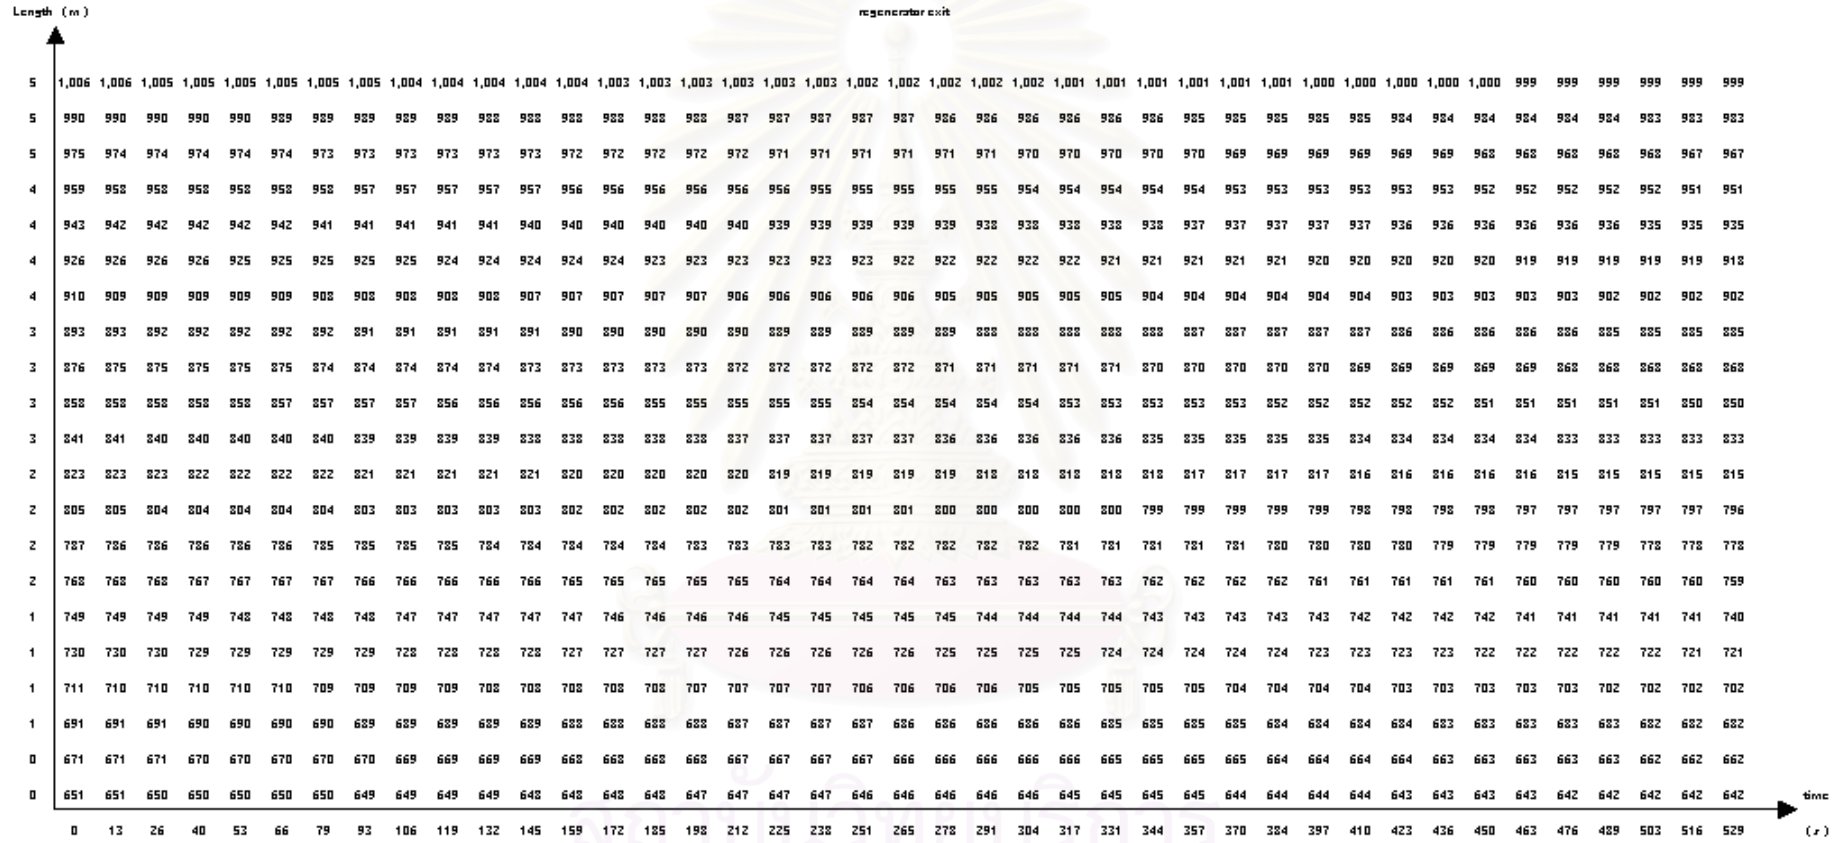 Length (m)
regenerator exit
5 1,006 1,006 1,005 1,005 1,005 1,005 1,005 1,005 1,004 1,004 1,004 1,004 1,004 1,003 1,003 1,003 1,003 1,003 1,003 1,002 1,002 1,002 1,002 1,002 1,001 1,001 1,001 1,001 1,001 1,001 1,000 1,000 1,000 1,000 1,000 999 999 999 999 999 999
5 990 990 990 990 990 989 989 989 989 989 988 988 988 988 988 988 987 987 987 987 987 986 986 986 986 986 986 985 985 985 985 985 984 984 984 984 984 984 983 983 983
5 975 974 974 974 974 974 973 973 973 973 973 973 972 972 972 972 972 971 971 971 971 971 971 970 970 970 970 970 969 969 969 969 969 969 968 968 968 968 968 967 967
4 959 958 958 958 958 958 958 957 957 957 957 957 956 956 956 956 956 956 955 955 955 955 955 954 954 954 954 954 953 953 953 953 953 953 952 952 952 952 952 951 951
4 943 942 942 942 942 942 941 941 941 941 941 940 940 940 940 940 940 939 939 939 939 939 938 938 938 938 938 937 937 937 937 937 936 936 936 936 936 936 935 935 935
4 926 926 926 926 925 925 925 925 925 924 924 924 924 924 923 923 923 923 923 923 922 922 922 922 922 921 921 921 921 921 920 920 920 920 920 919 919 919 919 919 918
4 910 909 909 909 909 909 908 908 908 908 908 907 907 907 907 907 906 906 906 906 906 905 905 905 905 905 904 904 904 904 904 904 903 903 903 903 903 902 902 902 902
3 893 893 892 892 892 892 892 891 891 891 891 891 890 890 890 890 890 889 889 889 889 889 888 888 888 888 888 887 887 887 887 887 886 886 886 886 886 885 885 885 885
3 876 875 875 875 875 875 874 874 874 874 874 873 873 873 873 873 872 872 872 872 872 871 871 871 871 871 870 870 870 870 870 869 869 869 869 869 868 868 868 868 868
3 858 858 858 858 858 857 857 857 857 856 856 856 856 856 855 855 855 855 855 854 854 854 854 854 853 853 853 853 853 852 852 852 852 852 851 851 851 851 851 850 850
3 841 841 840 840 840 840 840 839 839 839 839 838 838 838 838 838 837 837 837 837 837 836 836 836 836 836 835 835 835 835 835 834 834 834 834 834 833 833 833 833 833
2 823 823 823 822 822 822 822 821 821 821 821 821 820 820 820 820 820 819 819 819 819 819 818 818 818 818 818 817 817 817 817 816 816 816 816 816 815 815 815 815 815
2 805 805 804 804 804 804 804 803 803 803 803 803 802 802 802 802 802 801 801 801 801 800 800 800 800 800 799 799 799 799 799 798 798 798 798 797 797 797 797 797 796
2 787 786 786 786 786 786 785 785 785 785 784 784 784 784 784 783 783 783 783 782 782 782 782 782 781 781 781 781 781 780 780 780 780 779 779 779 779 779 778 778 778
2 768 768 768 767 767 767 767 766 766 766 766 766 765 765 765 765 765 764 764 764 764 763 763 763 763 763 762 762 762 762 761 761 761 761 761 760 760 760 760 760 759
1 749 749 749 749 748 748 748 748 747 747 747 747 747 746 746 746 746 745 745 745 745 745 744 744 744 744 743 743 743 743 743 742 742 742 742 741 741 741 741 741 740
1 730 730 730 729 729 729 729 729 728 728 728 728 727 727 727 727 726 726 726 726 726 725 725 725 725 724 724 724 724 724 723 723 723 723 722 722 722 722 722 721 721
1 711 710 710 710 710 710 709 709 709 709 708 708 708 708 708 707 707 707 707 706 706 706 706 705 705 705 705 705 704 704 704 704 703 703 703 703 703 702 702 702 702
1 691 691 691 690 690 690 690 689 689 689 689 689 688 688 688 688 687 687 687 687 686 686 686 686 686 685 685 685 685 684 684 684 684 683 683 683 683 683 682 682 682
0 671 671 671 670 670 670 670 670 669 669 669 669 668 668 668 668 667 667 667 667 666 666 666 666 666 665 665 665 665 664 664 664 664 663 663 663 663 663 662 662 662
0 651 651 650 650 650 650 650 649 649 649 649 648 648 648 648 647 647 647 647 646 646 646 646 646 645 645 645 645 644 644 644 644 643 643 643 643 642 642 642 642 642
time
0 13 26 40 53 66 79 93 106 119 132 145 159 172 185 198 212 225 238 251 265 278 291 304 317 331 344 357 370 384 397 410 423 436 450 463 476 489 503 516 529 (s)
สถาบันวิทยบริการ